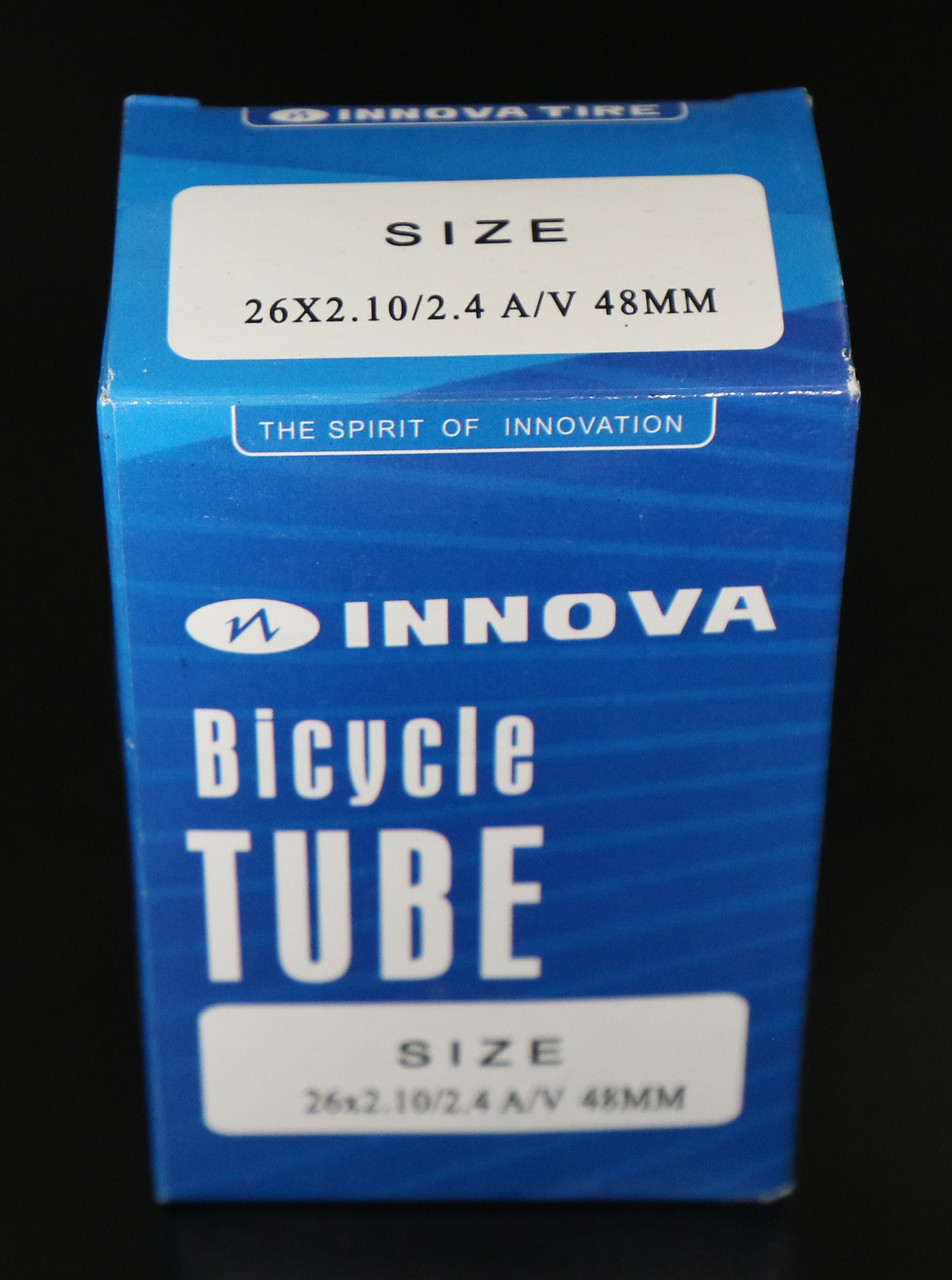 INNOVA TIRE
SIZE
26X2.10/2.4 A/V 48MM
THE SPIRIT OF INNOVATION
INNOVA
Bicycle
TUBE
SIZE
26x2.10/2.4 A/V 48MM